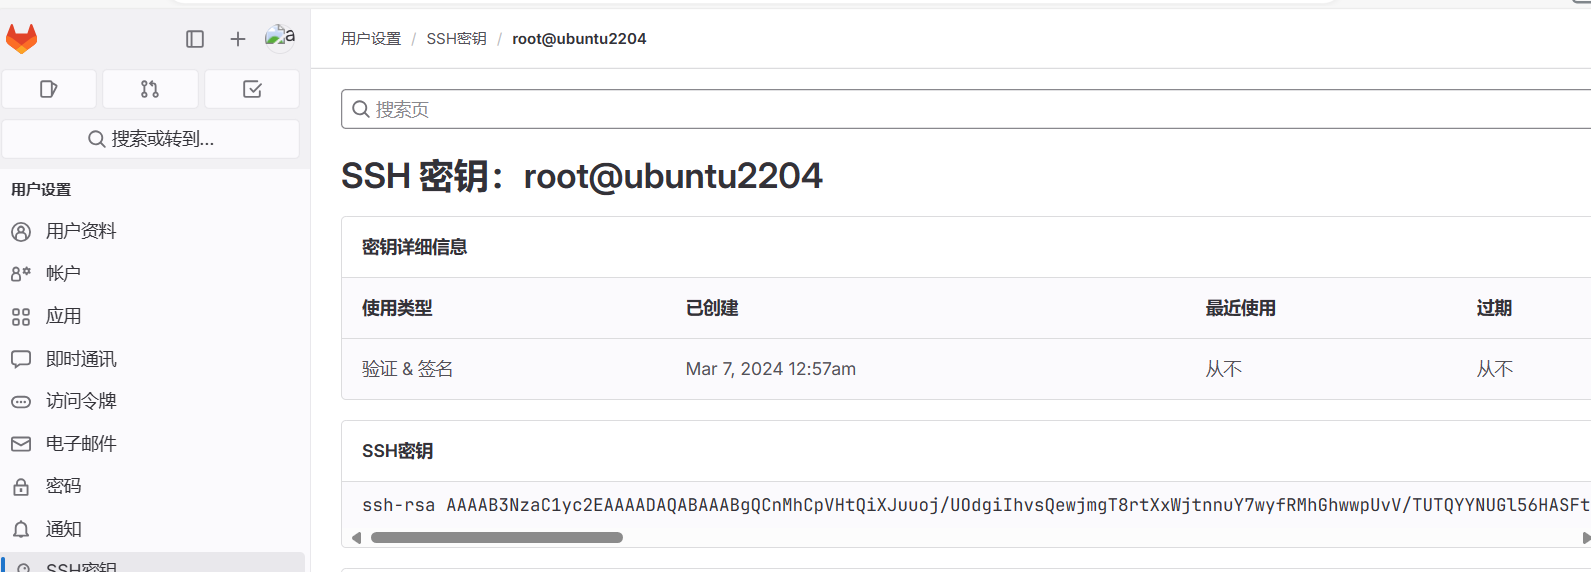 a
用户设置 / SSH密钥 / root@ubuntu2204
搜索或转到...
用户设置
用户资料
帐户
应用
即时通讯
访问令牌
电子邮件
密码
通知
SSH密钥
搜索页
SSH 密钥：root@ubuntu2204
密钥详细信息
使用类型 已创建 最近使用 过期
验证 & 签名 Mar 7, 2024 12:57am 从不 从不
SSH密钥
ssh-rsa AAAAB3NzaC1yc2EAAAADAQABAAABgQCnMhCpVHtQiXJuuoj/UOdgiIhvsQewjmgT8rtXxWjtnnuY7wyfRMhGhwwpUvV/TUTQYYNUGl56HASFt